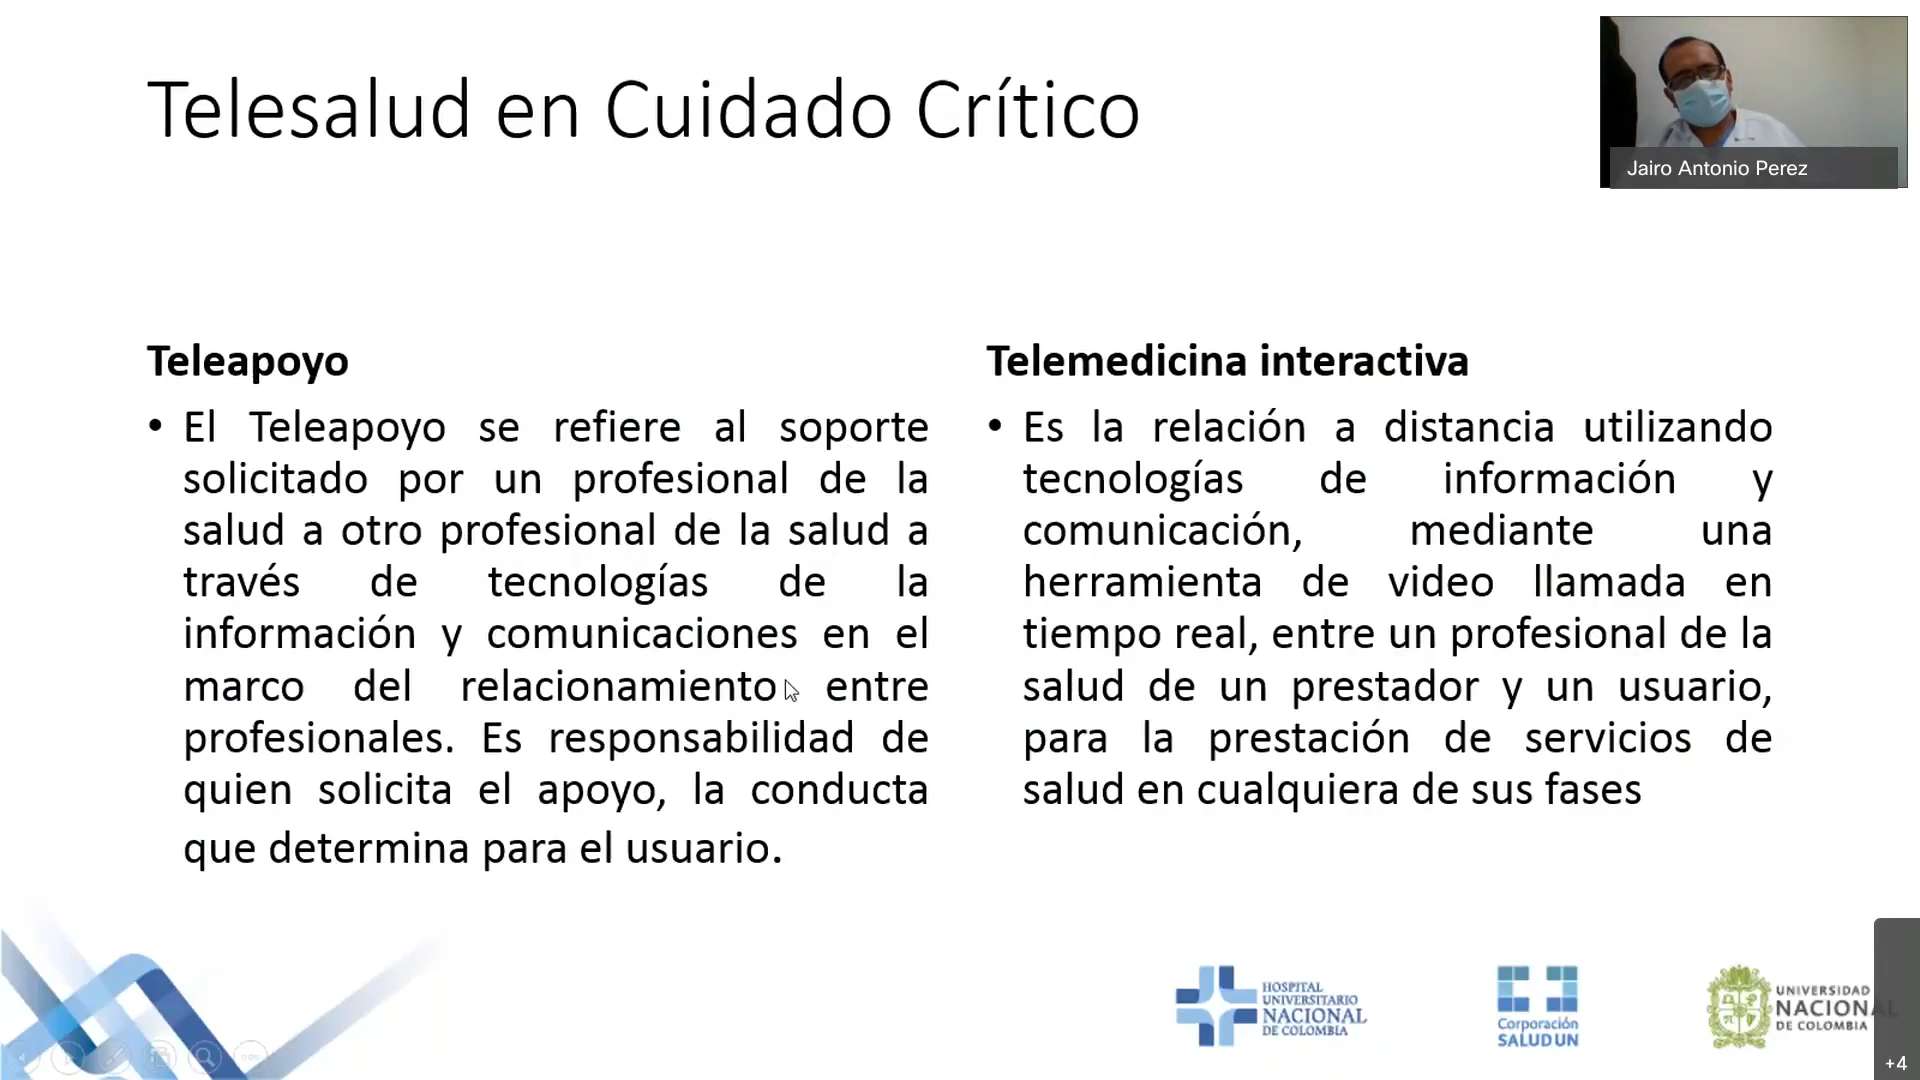 Telesalud en Cuidado Crítico
Jairo Antonio Perez
Teleapoyo
• El Teleapoyo se refiere al soporte
solicitado por un profesional de la
salud a otro profesional de la salud a
través de tecnologías de la
información y comunicaciones en el
marco del relacionamiento entre
profesionales. Es responsabilidad de
quien solicita el apoyo, la conducta
que determina para el usuario.
Telemedicina interactiva
• Es la relación a distancia utilizando
tecnologías de información y
comunicación, mediante una
herramienta de video llamada en
tiempo real, entre un profesional de la
salud de un prestador y un usuario,
para la prestación de servicios de
salud en cualquiera de sus fases
HOSPITAL
UNIVERSITARIO
NACIONAL
DE COLOMBIA
Corporación
SALUD UN
UNIVERSIDAD
NACIONAL
DE COLOMBIA
+4